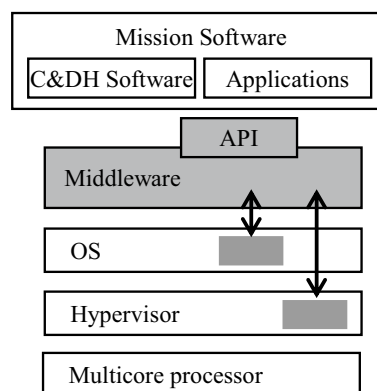 Mission Software
C&DH Software
Applications
API
Middleware
OS
Hypervisor
Multicore processor